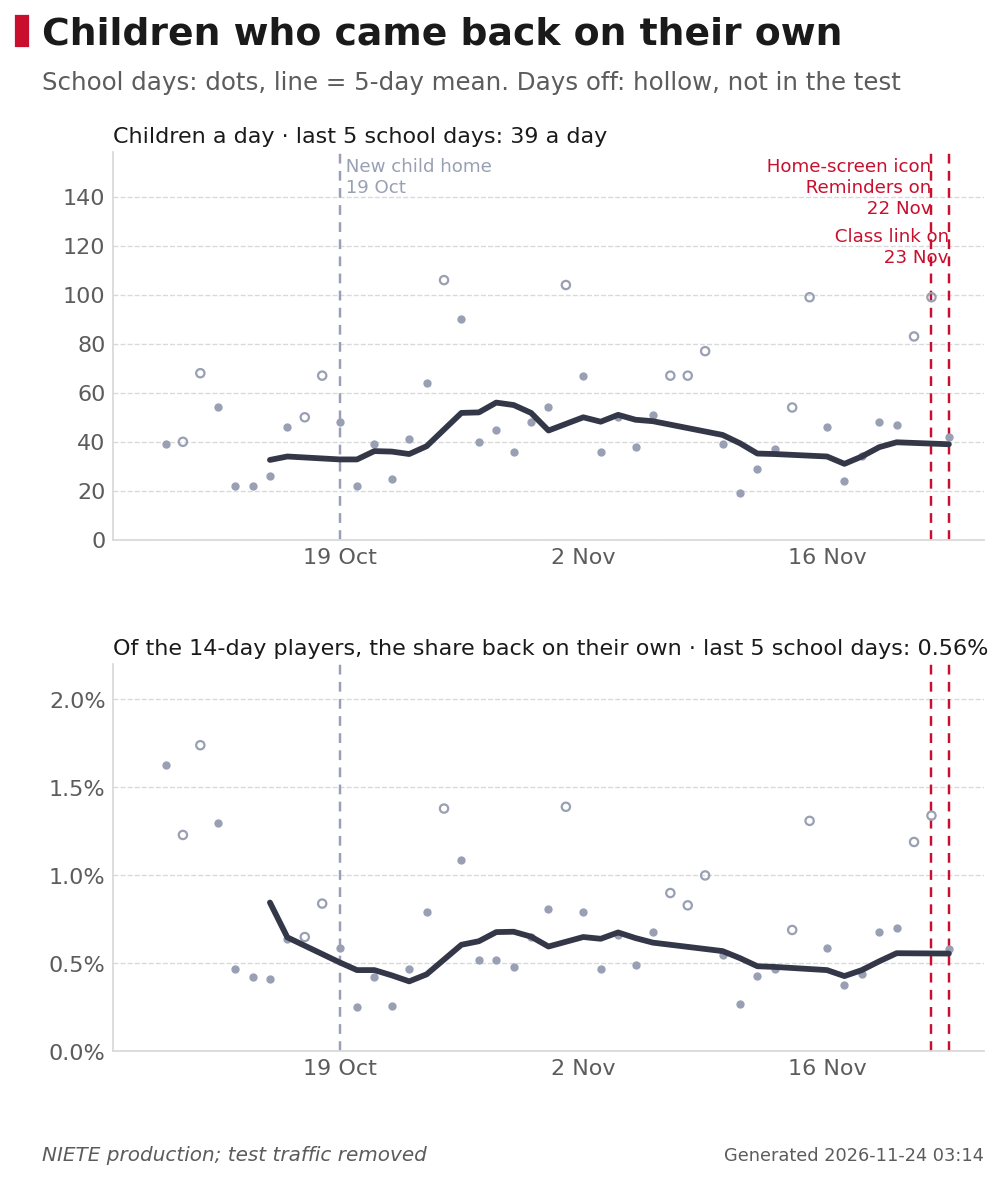 Children who came back on their own
School days: dots, line = 5-day mean. Days off: hollow, not in the test
Children a day · last 5 school days: 39 a day
New child home
19 Oct
Home-screen icon
Reminders on
22 Nov
Class link on
23 Nov
140
120
100
80
60
40
20
0
19 Oct
2 Nov
16 Nov
Of the 14-day players, the share back on their own · last 5 school days: 0.56%
2.0%
1.5%
1.0%
0.5%
0.0%
19 Oct
2 Nov
16 Nov
NIETE production; test traffic removed
Generated 2026-11-24 03:14